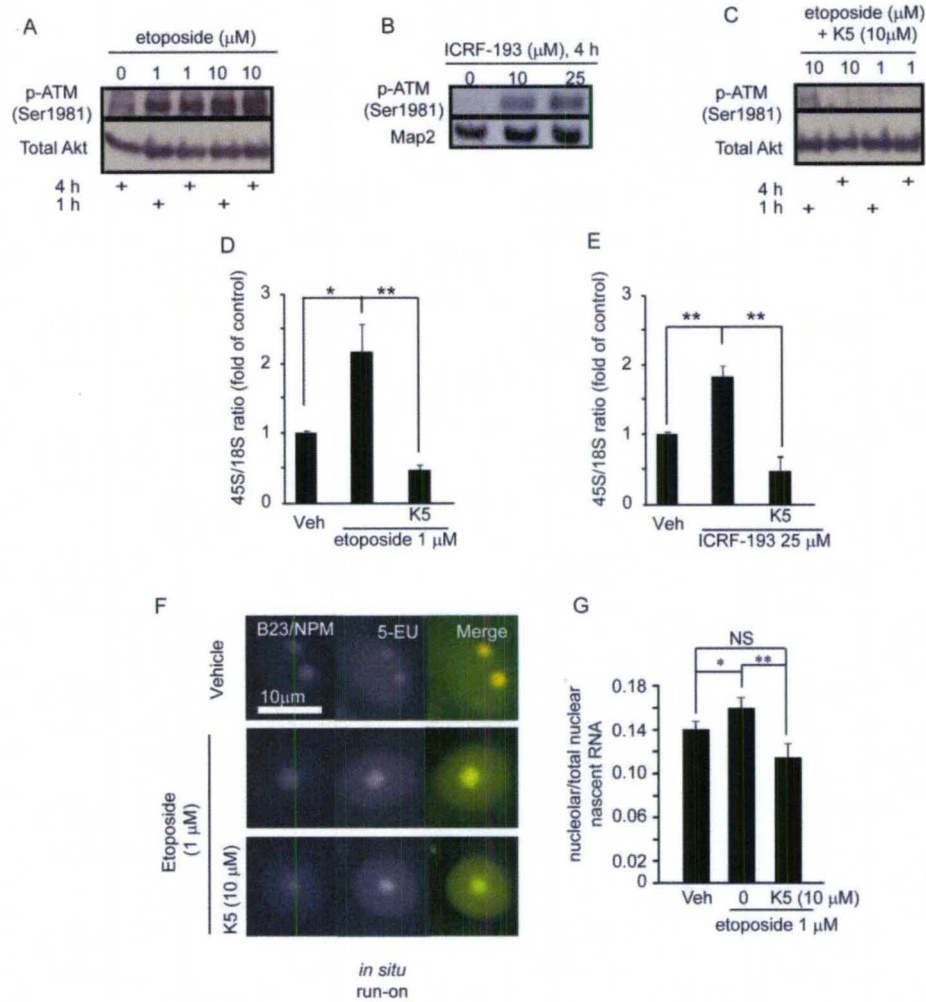 A
etoposide (μM)
0 1 1 10 10
p-ATM
(Ser1981)
Total Akt
4 h + + +
1 h + +
B
ICRF-193 (μM), 4 h
0 10 25
p-ATM
(Ser1981)
Map2
C
etoposide (μM)
+ K5 (10μM)
10 10 1 1
p-ATM
(Ser1981)
Total Akt
4 h + +
1 h + +
D
45S/18S ratio (fold of control)
3
2
1
0
* **
Veh
K5
etoposide 1 μM
E
45S/18S ratio (fold of control)
3
2
1
0
** **
Veh
K5
ICRF-193 25 μM
F
B23/NPM 5-EU Merge
10μm
Vehicle
Etoposide
(1 μM)
K5 (10 μM)
in situ
run-on
G
nucleolar/total nuclear
nascent RNA
NS
* **
0.18
0.14
0.10
0.06
0.02
0
Veh 0 K5 (10 μM)
etoposide 1 μM